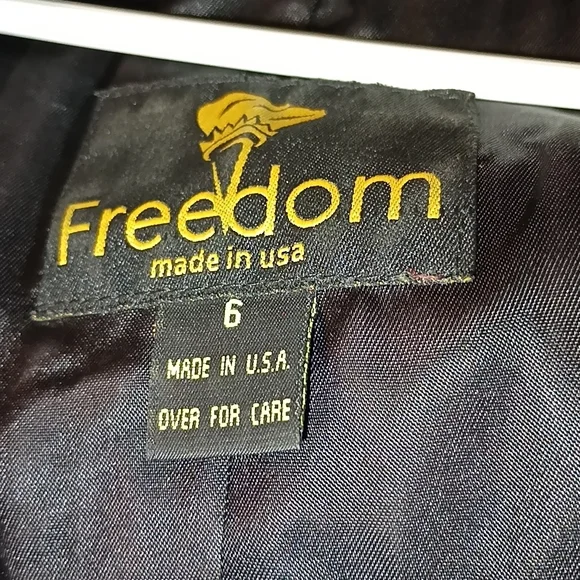 Freedom
made in usa
6
MADE IN U.S.A.
OVER FOR CARE